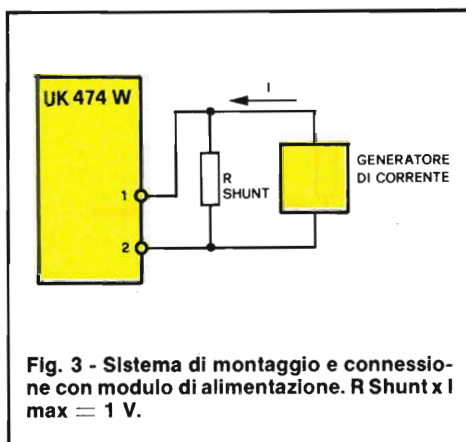 UK 474 W
I
1
R
SHUNT
GENERATORE
DI CORRENTE
2
Fig. 3 - Sistema di montaggio e connessio-
ne con modulo di alimentazione. R Shunt x I
max = 1 V.